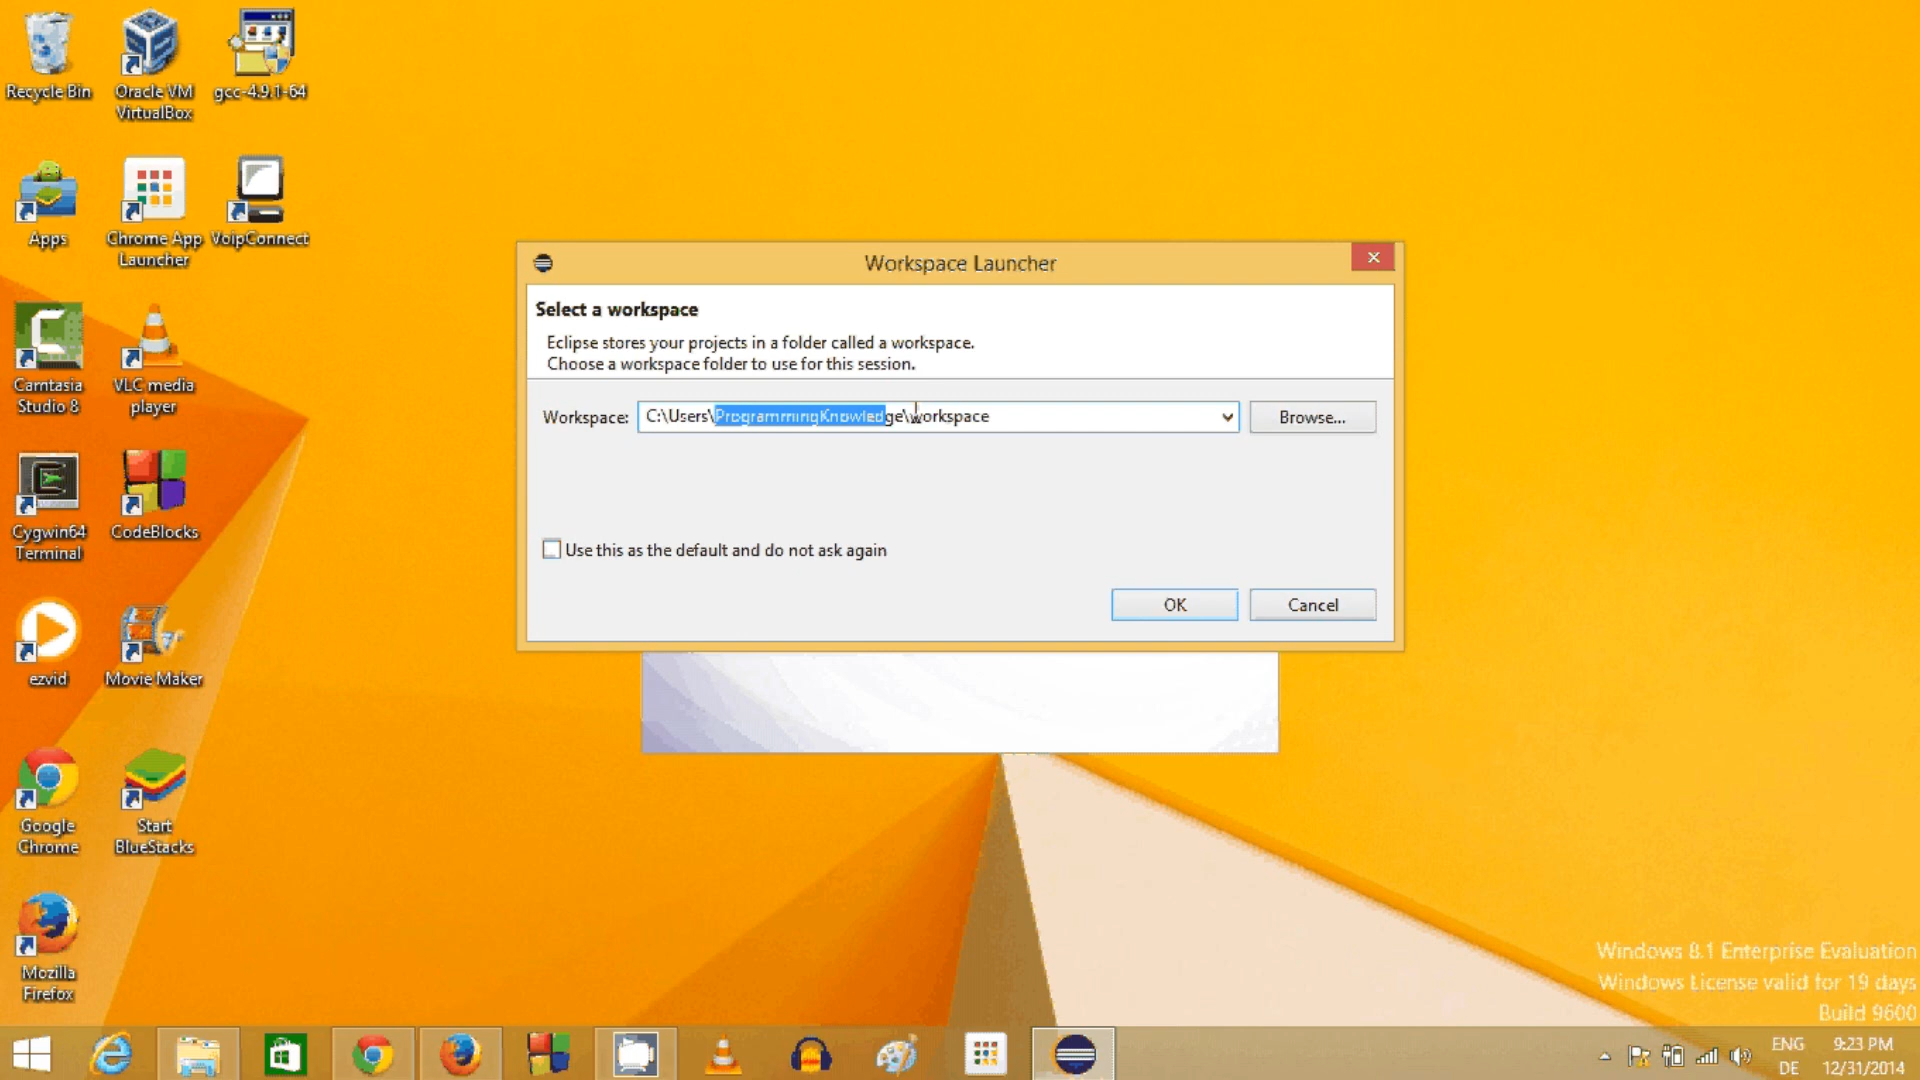 Recycle Bin
Oracle VM
VirtualBox
gcc-4.9.1-64
Apps
Chrome App
Launcher
VoipConnect
Camtasia
Studio 8
VLC media
player
Cygwin64
Terminal
CodeBlocks
ezvid
Movie Maker
Google
Chrome
Start
BlueStacks
Mozilla
Firefox
Workspace Launcher
Select a workspace
Eclipse stores your projects in a folder called a workspace.
Choose a workspace folder to use for this session.
Workspace: C:\Users\ProgrammingKnowledge\workspace Browse...
Use this as the default and do not ask again
OK Cancel
Windows 8.1 Enterprise Evaluation
Windows License valid for 19 days
Build 9600
ENG 9:23 PM
DE 12/31/2014